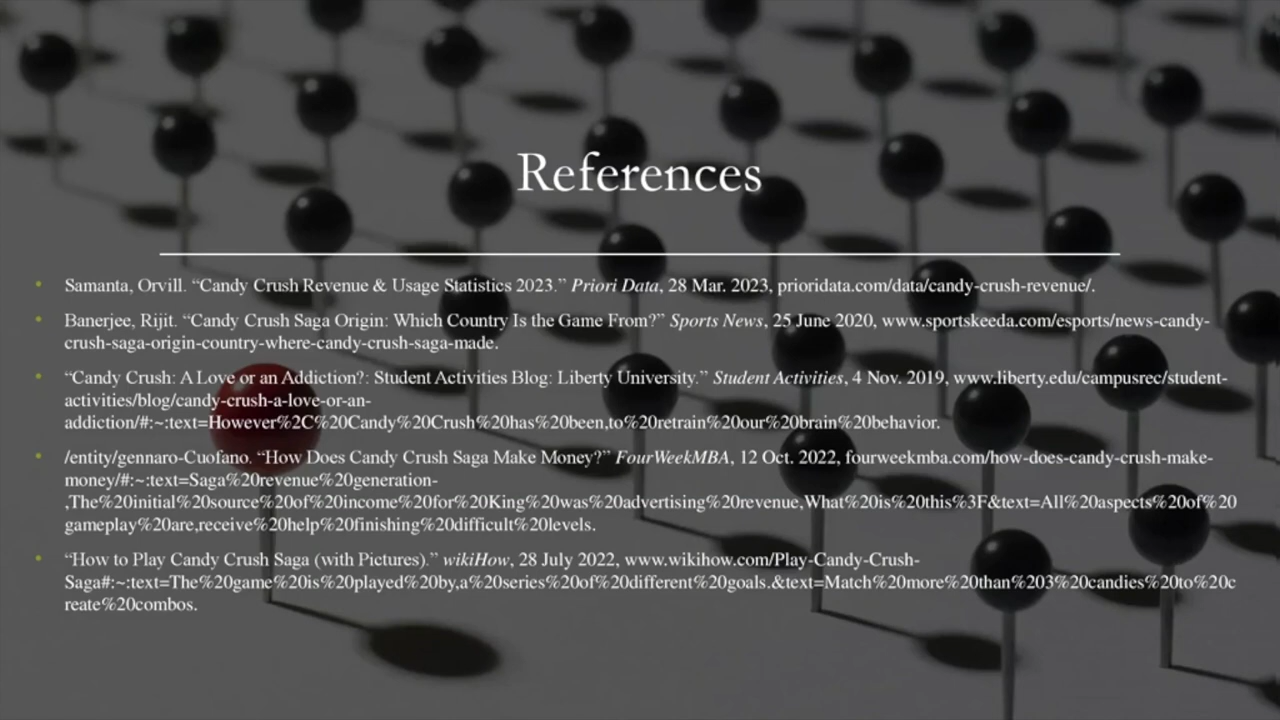 References
Samanta, Orvill. “Candy Crush Revenue & Usage Statistics 2023.” Priori Data, 28 Mar. 2023, prioridata.com/data/candy-crush-revenue/.
Banerjee, Rijit. “Candy Crush Saga Origin: Which Country Is the Game From?” Sports News, 25 June 2020, www.sportskeeda.com/esports/news-candy-
crush-saga-origin-country-where-candy-crush-saga-made.
“Candy Crush: A Love or an Addiction?: Student Activities Blog: Liberty University.” Student Activities, 4 Nov. 2019, www.liberty.edu/campusrec/student-
activities/blog/candy-crush-a-love-or-an-
addiction/#:~:text=However%2C%20Candy%20Crush%20has%20been,to%20retrain%20our%20brain%20behavior.
/entity/gennaro-Cuofano. “How Does Candy Crush Saga Make Money?” FourWeekMBA, 12 Oct. 2022, fourweekmba.com/how-does-candy-crush-make-
money/#:~:text=Saga%20revenue%20generation-
,The%20initial%20source%20of%20income%20for%20King%20was%20advertising%20revenue,What%20is%20this%3F&text=All%20aspects%20of%20
gameplay%20are,receive%20help%20finishing%20difficult%20levels.
“How to Play Candy Crush Saga (with Pictures).” wikiHow, 28 July 2022, www.wikihow.com/Play-Candy-Crush-
Saga#:~:text=The%20game%20is%20played%20by,a%20series%20of%20different%20goals.&text=Match%20more%20than%203%20candies%20to%20c
reate%20combos.